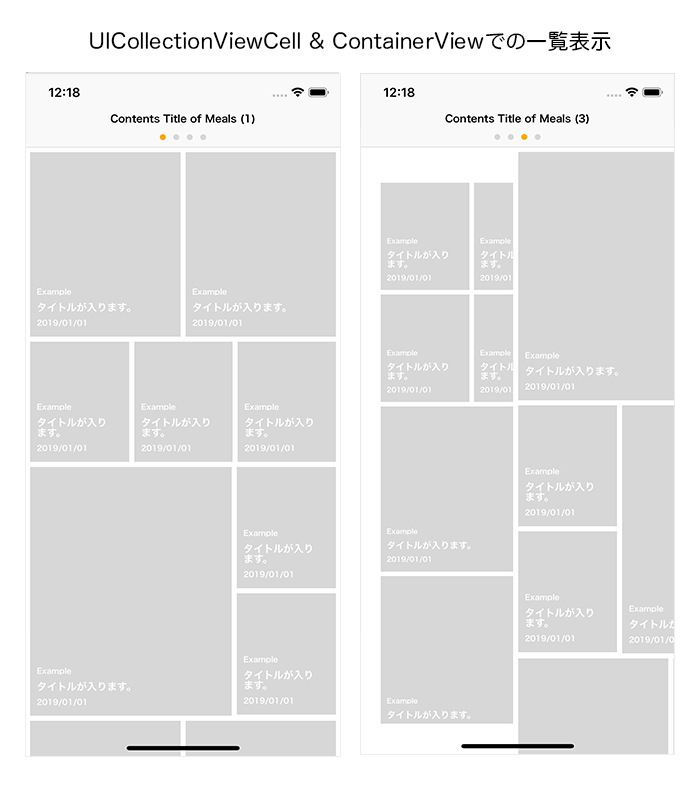 UICollectionViewCell & ContainerViewでの一覧表示
12:18
Contents Title of Meals (1)
Example
タイトルが入ります。
2019/01/01
Example
タイトルが入ります。
2019/01/01
Example
タイトルが入り
ます。
2019/01/01
Example
タイトルが入り
ます。
2019/01/01
Example
タイトルが入り
ます。
2019/01/01
Example
タイトルが入ります。
2019/01/01
Example
タイトルが入り
ます。
2019/01/01
Example
タイトルが入り
ます。
2019/01/01
12:18
Contents Title of Meals (3)
Example
タイトルが入り
ます。
2019/01/01
Example
タイトルが
ます。
2019/01
Example
タイトルが入り
ます。
2019/01/01
Example
タイトルが
ます。
2019/01
Example
タイトルが入ります。
2019/01/01
Example
タイトルが入ります。
Example
タイトルが入ります。
2019/01/01
Example
タイトルが入り
ます。
2019/01/01
Example
タイトルが入り
ます。
2019/01/01
Example
タイトルが
2019/01/0